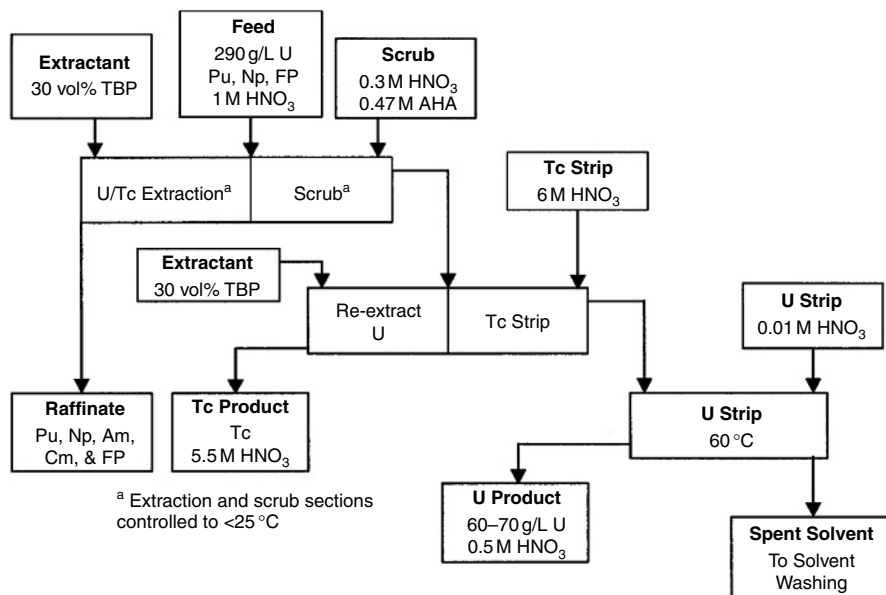 Extractant
30 vol% TBP
Feed
290 g/L U
Pu, Np, FP
1 M HNO₃
Scrub
0.3 M HNO₃
0.47 M AHA
U/Tc Extractionᵃ
Scrubᵃ
Tc Strip
6 M HNO₃
Extractant
30 vol% TBP
Re-extract
U
Tc Strip
U Strip
0.01 M HNO₃
Raffinate
Pu, Np, Am,
Cm, & FP
Tc Product
Tc
5.5 M HNO₃
U Strip
60 °C
ᵃ Extraction and scrub sections
controlled to <25 °C
U Product
60–70 g/L U
0.5 M HNO₃
Spent Solvent
To Solvent
Washing